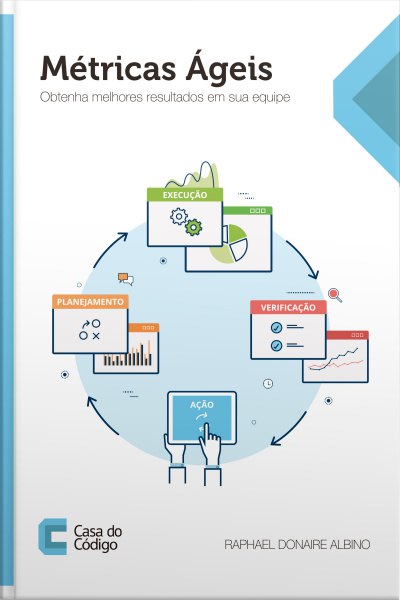 Métricas Ágeis
Obtenha melhores resultados em sua equipe
EXECUÇÃO
PLANEJAMENTO
VERIFICAÇÃO
AÇÃO
Casa do
Código
RAPHAEL DONAIRE ALBINO